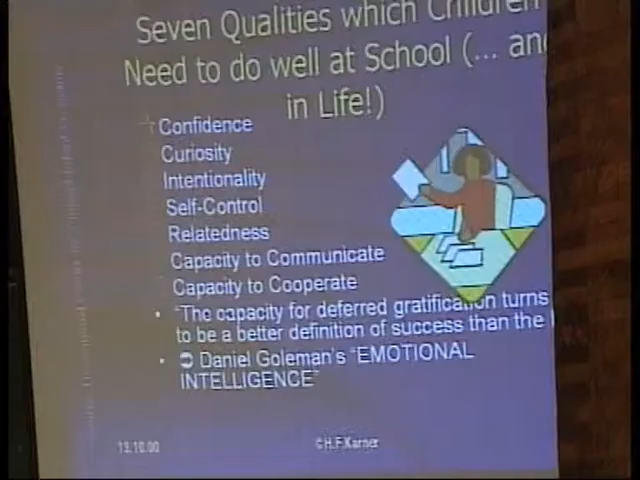 Seven Qualities which Children
Need to do well at School (... and
in Life!)
Confidence
Curiosity
Intentionality
Self-Control
Relatedness
Capacity to Communicate
Capacity to Cooperate
• "The capacity for deferred gratification turns
to be a better definition of success than the
• ➲ Daniel Goleman's "EMOTIONAL
INTELLIGENCE"
13.10.00
©H.F.Karner